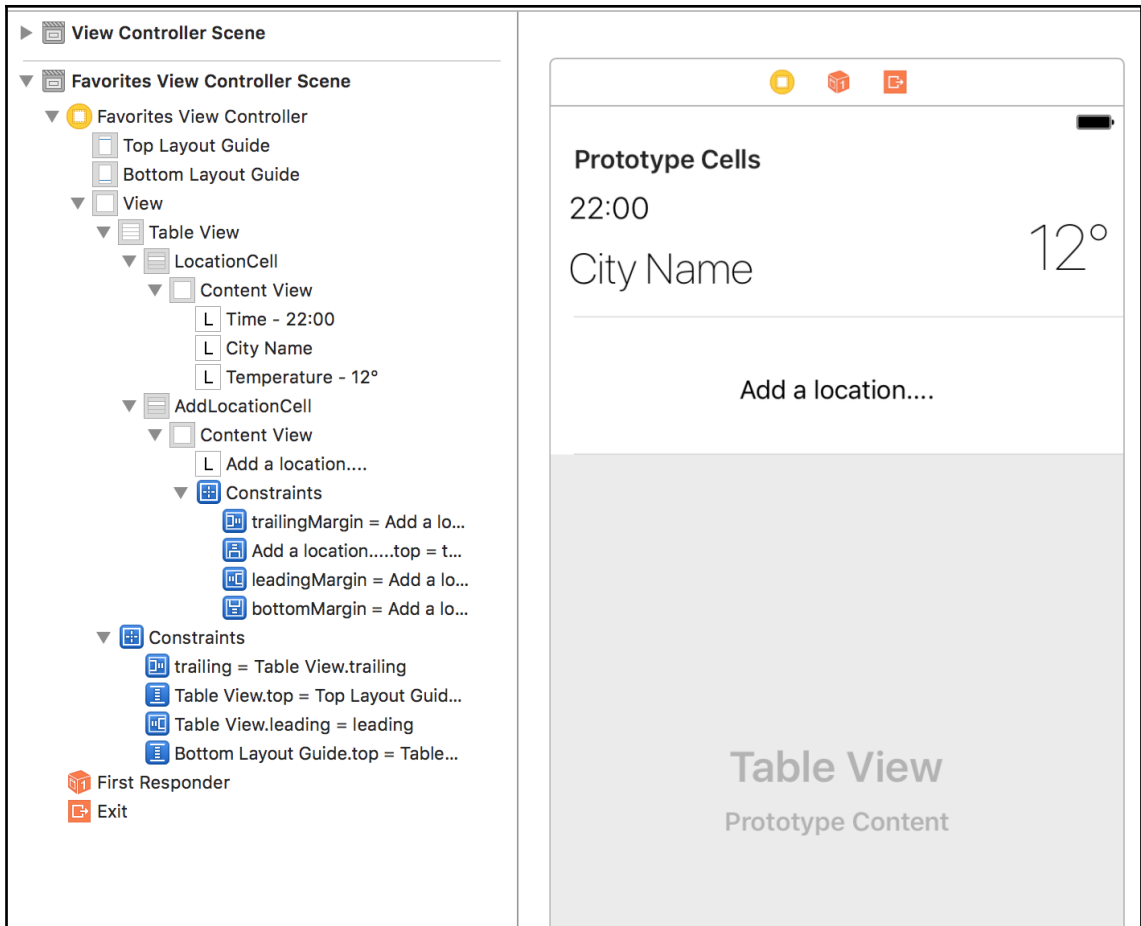 View Controller Scene
Favorites View Controller Scene
Favorites View Controller
Top Layout Guide
Bottom Layout Guide
View
Table View
LocationCell
Content View
L Time - 22:00
L City Name
L Temperature - 12°
AddLocationCell
Content View
L Add a location....
Constraints
trailingMargin = Add a lo...
Add a location.....top = t...
leadingMargin = Add a lo...
bottomMargin = Add a lo...
Constraints
trailing = Table View.trailing
Table View.top = Top Layout Guid...
Table View.leading = leading
Bottom Layout Guide.top = Table...
First Responder
Exit
Prototype Cells
22:00
City Name
12°
Add a location....
Table View
Prototype Content